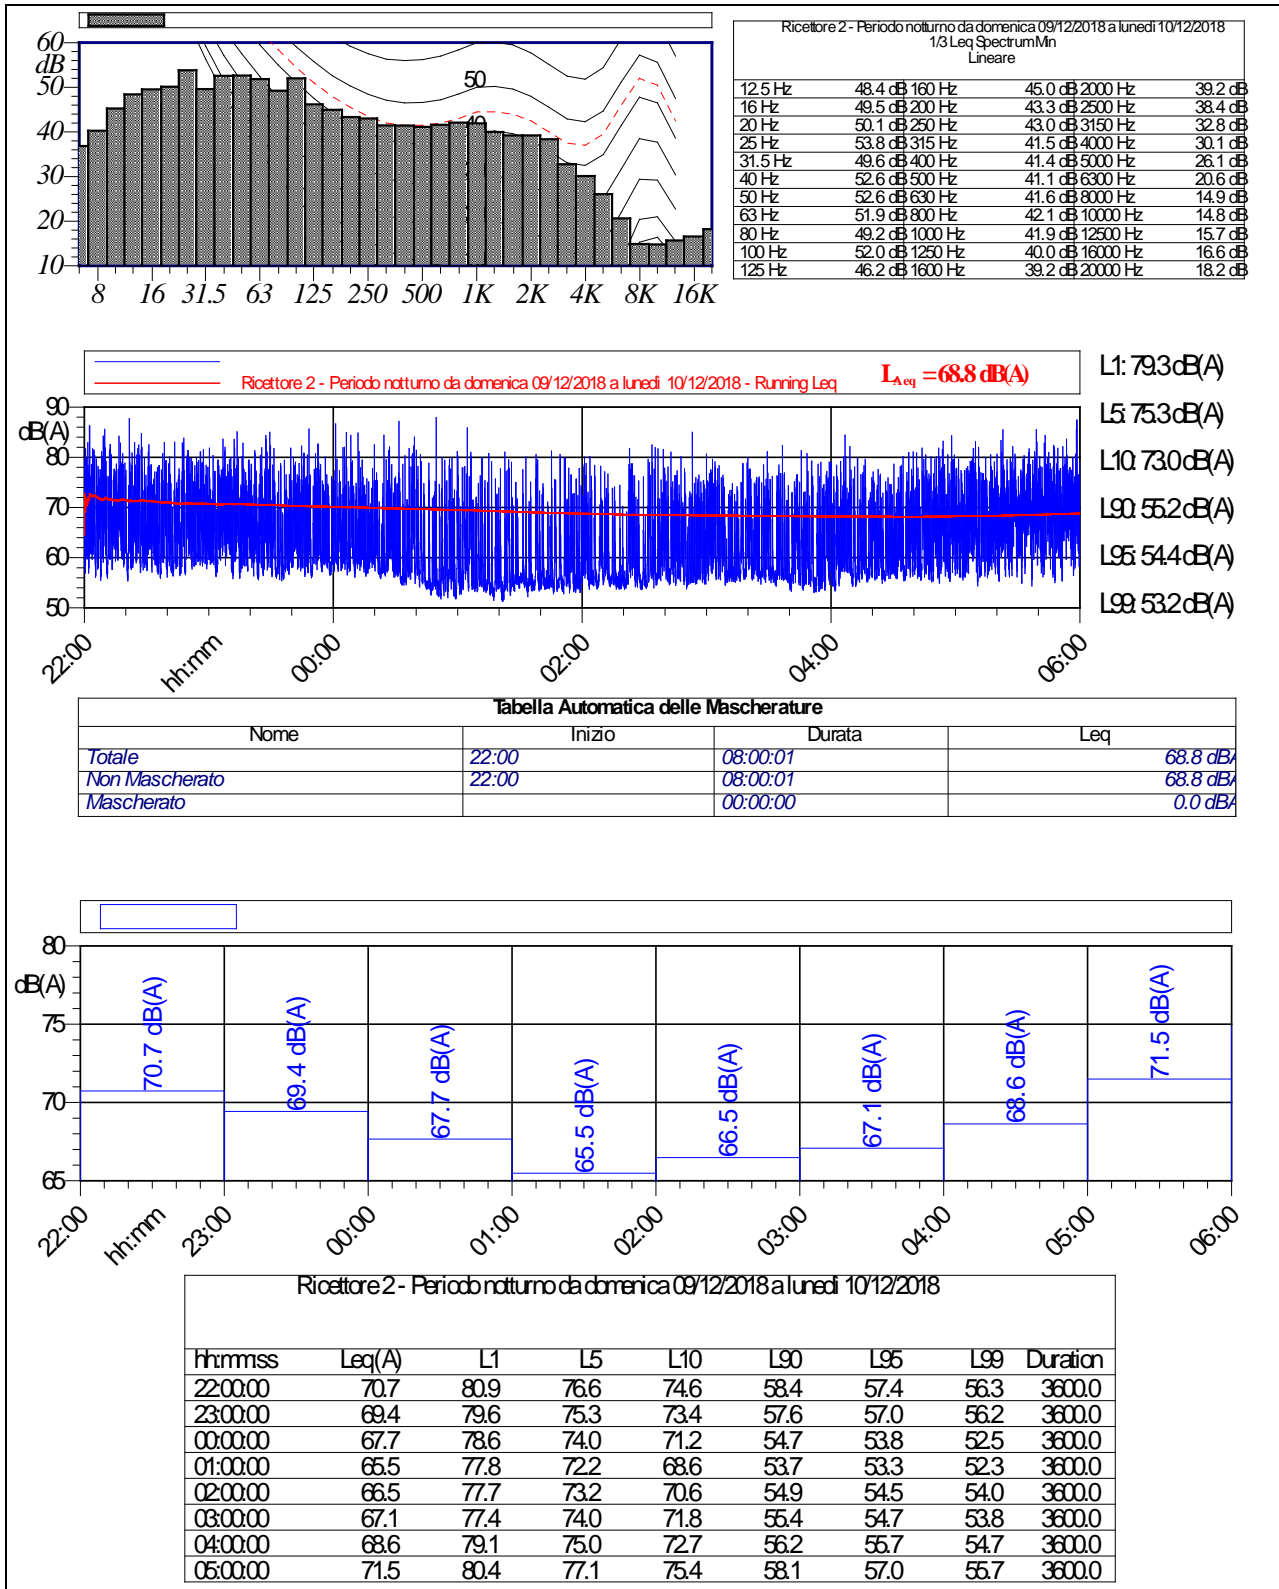 Ricettore 2 - Periodo notturno da domenica 09/12/2018 a lunedì 10/12/2018
1/3 Leq Spectrum Min
Lineare
12.5 Hz 48.4 dB 160 Hz 45.0 dB 2000 Hz 39.2 dB
16 Hz 49.5 dB 200 Hz 43.3 dB 2500 Hz 38.4 dB
20 Hz 50.1 dB 250 Hz 43.0 dB 3150 Hz 32.8 dB
25 Hz 53.8 dB 315 Hz 41.5 dB 4000 Hz 30.1 dB
31.5 Hz 49.6 dB 400 Hz 41.4 dB 5000 Hz 26.1 dB
40 Hz 52.6 dB 500 Hz 41.1 dB 6300 Hz 20.6 dB
50 Hz 52.6 dB 630 Hz 41.6 dB 8000 Hz 14.9 dB
63 Hz 51.9 dB 800 Hz 42.1 dB 10000 Hz 14.8 dB
80 Hz 49.2 dB 1000 Hz 41.9 dB 12500 Hz 15.7 dB
100 Hz 52.0 dB 1250 Hz 40.0 dB 16000 Hz 16.6 dB
125 Hz 46.2 dB 1600 Hz 39.2 dB 20000 Hz 18.2 dB
60
dB
50
40
30
20
10
50
40
8 16 31.5 63 125 250 500 1K 2K 4K 8K 16K
Ricettore 2 - Periodo notturno da domenica 09/12/2018 a lunedì 10/12/2018 - Running Leq
LAeq = 68.8 dB(A)
L1: 79.3 dB(A)
L5: 75.3 dB(A)
L10: 73.0 dB(A)
L90: 55.2 dB(A)
L95: 54.4 dB(A)
L99: 53.2 dB(A)
90
dB(A)
80
70
60
50
22:00 hh:mm 00:00 02:00 04:00 06:00
Tabella Automatica delle Mascherature
Nome Inizio Durata Leq
Totale 22:00 08:00:01 68.8 dBA
Non Mascherato 22:00 08:00:01 68.8 dBA
Mascherato 00:00:00 0.0 dBA
80
dB(A)
75
70
65
70.7 dB(A)
69.4 dB(A)
67.7 dB(A)
65.5 dB(A)
66.5 dB(A)
67.1 dB(A)
68.6 dB(A)
71.5 dB(A)
22:00 hh:mm 23:00 00:00 01:00 02:00 03:00 04:00 05:00 06:00
Ricettore 2 - Periodo notturno da domenica 09/12/2018 a lunedì 10/12/2018
hh:mm:ss Leq(A) L1 L5 L10 L90 L95 L99 Duration
22:00:00 70.7 80.9 76.6 74.6 58.4 57.4 56.3 3600.0
23:00:00 69.4 79.6 75.3 73.4 57.6 57.0 56.2 3600.0
00:00:00 67.7 78.6 74.0 71.2 54.7 53.8 52.5 3600.0
01:00:00 65.5 77.8 72.2 68.6 53.7 53.3 52.3 3600.0
02:00:00 66.5 77.7 73.2 70.6 54.9 54.5 54.0 3600.0
03:00:00 67.1 77.4 74.0 71.8 55.4 54.7 53.8 3600.0
04:00:00 68.6 79.1 75.0 72.7 56.2 55.7 54.7 3600.0
05:00:00 71.5 80.4 77.1 75.4 58.1 57.0 55.7 3600.0